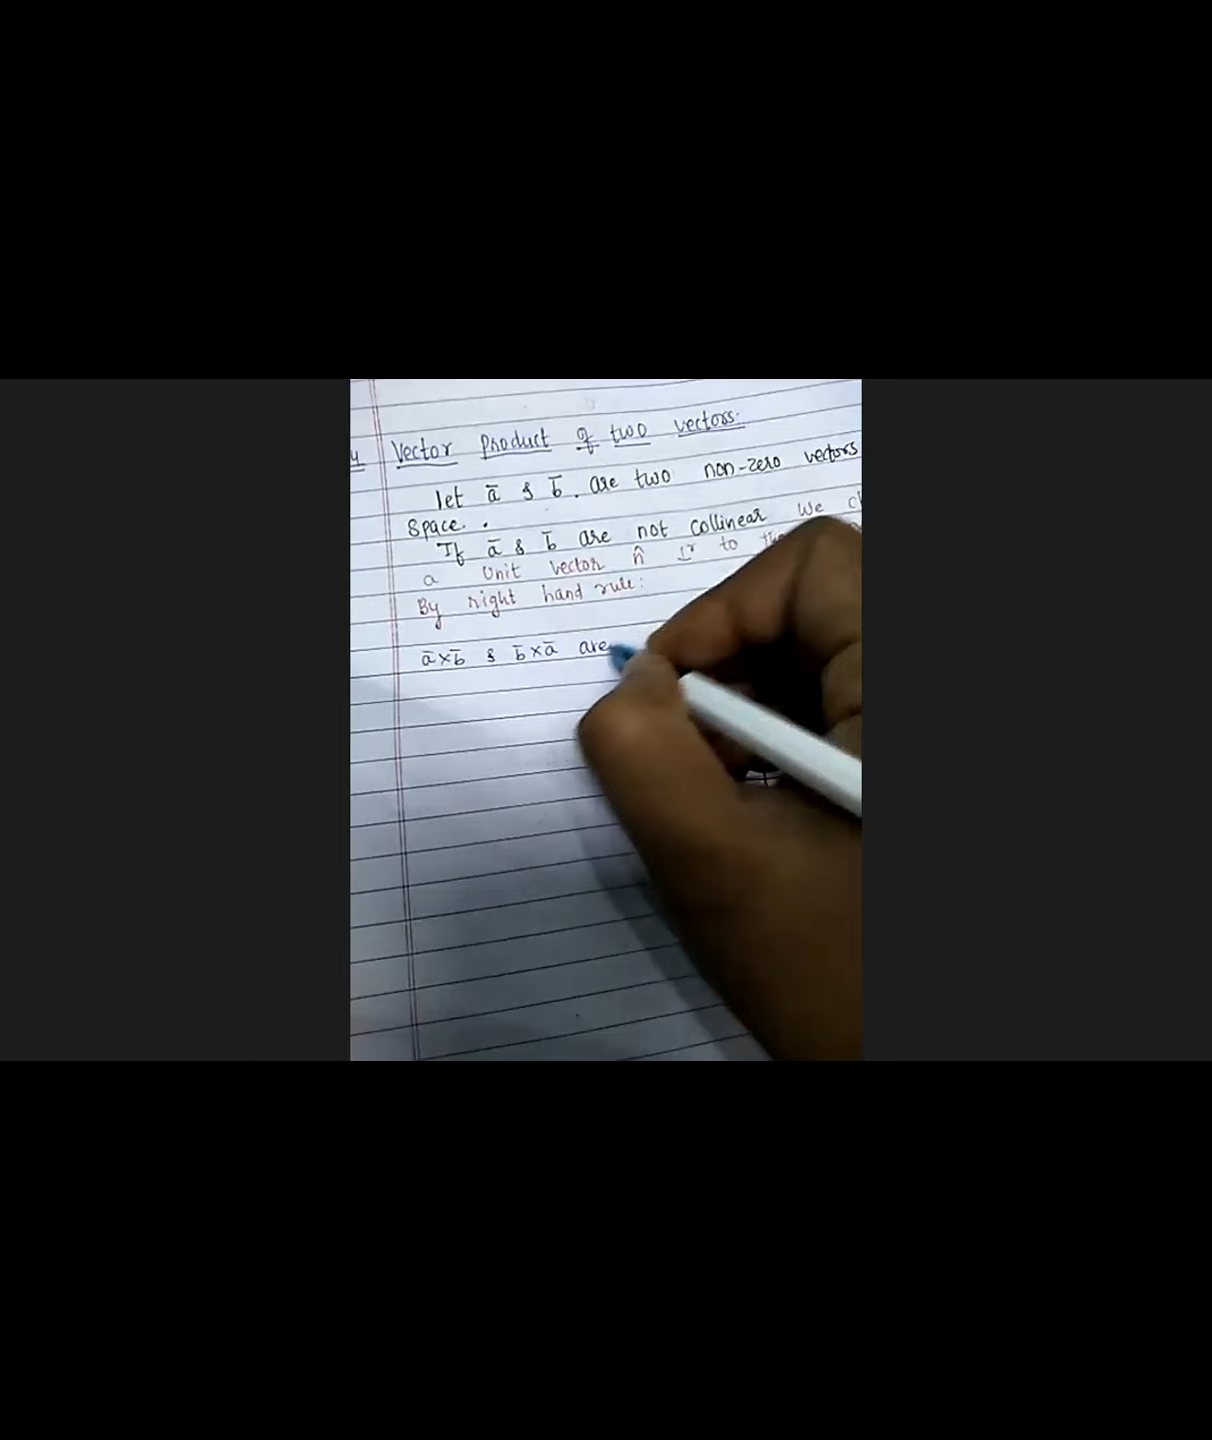 4 Vector product of two vectors.
let a̅ & b̅. are two non-zero vectors
space.
If a̅ & b̅ are not collinear we
a unit vector n̂ ⊥ʳ to
By right hand rule:
a̅×b̅ & b̅×a̅ are